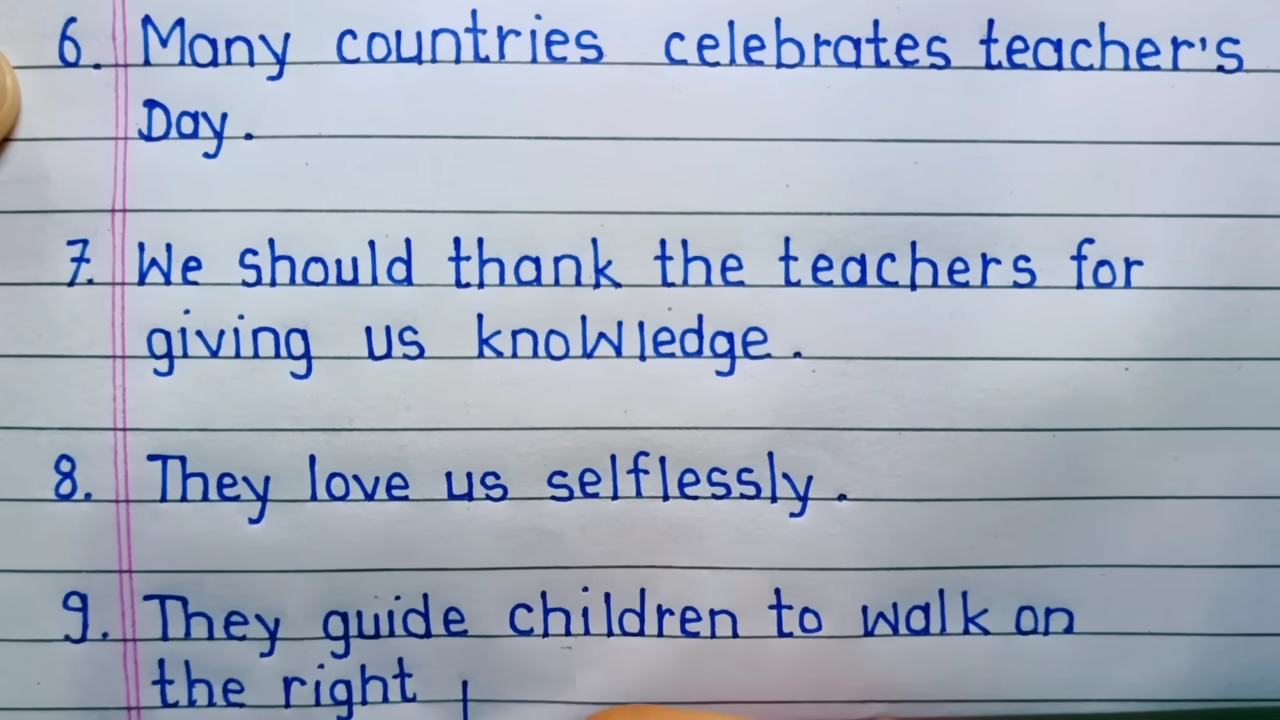 6. Many countries celebrates teacher's
Day.
7. We should thank the teachers for
giving us knoWledge.
8. They love us selflessly.
9. They guide children to walk on
the right